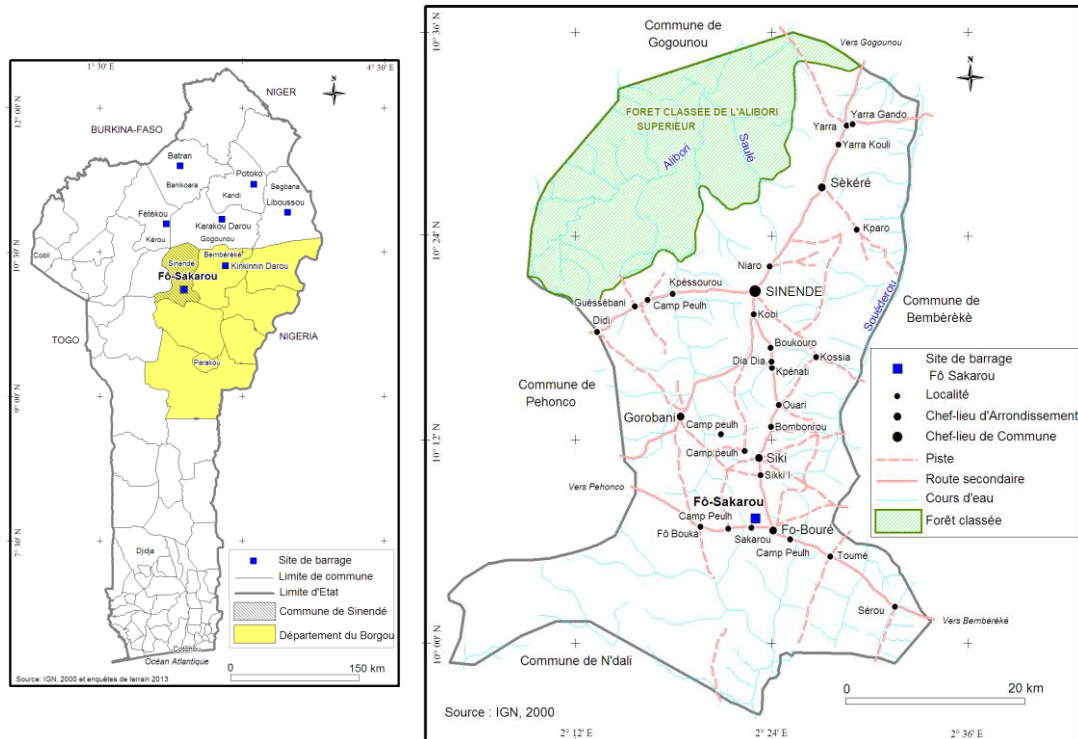 1° 30' E
4° 30' E
N
12° 00' N
10° 30' N
9° 00' N
7° 30' N
NIGER
BURKINA-FASO
Batran
Banikoara
Potoko
Kandi
Ségbana
Liboussou
Fètèkou
Kérou
Karakou Darou
Gogounou
Cobli
Sinendé
Bembèrèkè
Kinkinnin Darou
Fô-Sakarou
TOGO
NIGERIA
Parakou
Djidja
Cotonou
Océan Atlantique
Site de barrage
Limite de commune
Limite d'Etat
Commune de Sinendé
Département du Borgou
0
150 km
Source: IGN, 2000 et enquêtes de terrain 2013
10° 36' N
10° 24' N
10° 12' N
10° 00' N
Commune de
Gogounou
Vers Gogounou
N
FORET CLASSÉE DE L'ALIBORI
SUPERIEUR
Alibori
Saulé
Yarra Gando
Yarra
Yarra Kouli
Sèkéré
Kparo
Niaro
Kpéssourou
SINENDE
Guéssébani
Camp Peulh
Didi
Kobi
Souéderou
Commune de
Bembèrèkè
Boukouro
Dia Dia
Kossia
Kpénati
Commune de
Pehonco
Ouari
Gorobani
Camp peulh
Bombonrou
Camp peulh
Siki
Sikki I
Vers Pehonco
Fô-Sakarou
Camp Peulh
Fô Bouka
Sakarou
Fo-Bouré
Camp Peulh
Toumé
Sérou
Vers Bembèrèkè
Commune de N'dali
Site de barrage
Fô Sakarou
Localité
Chef-lieu d'Arrondissement
Chef-lieu de Commune
Piste
Route secondaire
Cours d'eau
Forêt classée
0
20 km
Source : IGN, 2000
2° 12' E
2° 24' E
2° 36' E